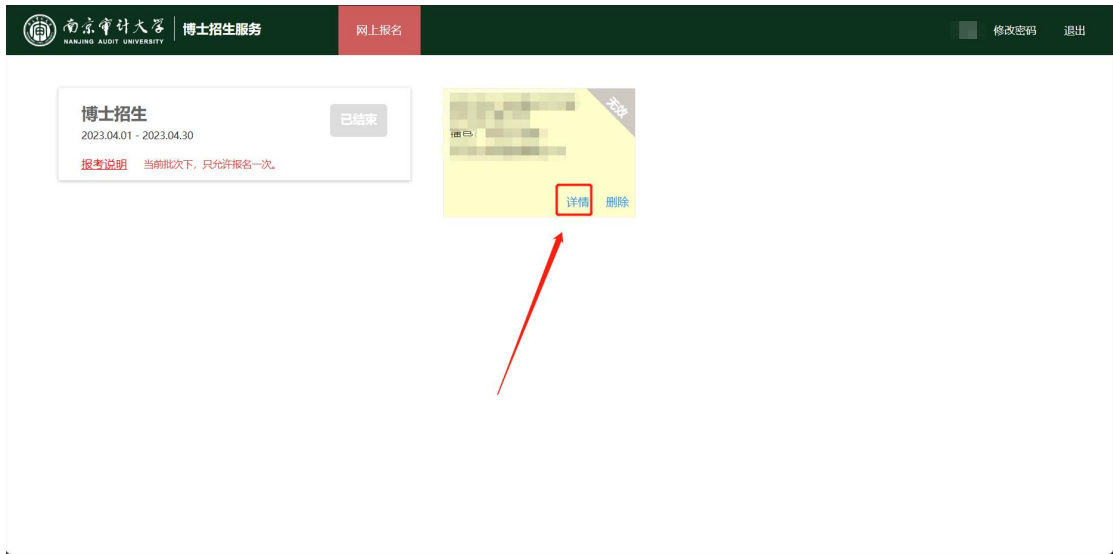 南京审计大学 博士招生服务 网上报名 修改密码 退出
NANJING AUDIT UNIVERSITY
博士招生
已结束
2023.04.01 - 2023.04.30
报考说明 当前批次下，只允许报名一次。
无效
详情 删除